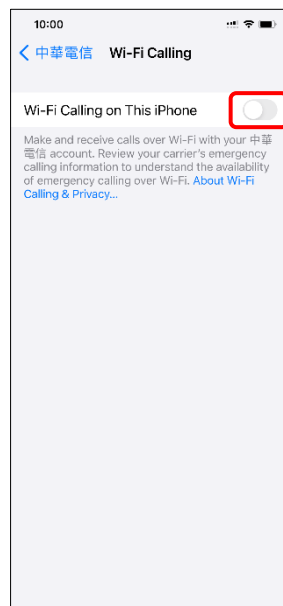 10:00
中華電信 Wi-Fi Calling
Wi-Fi Calling on This iPhone
Make and receive calls over Wi-Fi with your 中華
電信 account. Review your carrier's emergency
calling information to understand the availability
of emergency calling over Wi-Fi. About Wi-Fi
Calling & Privacy...